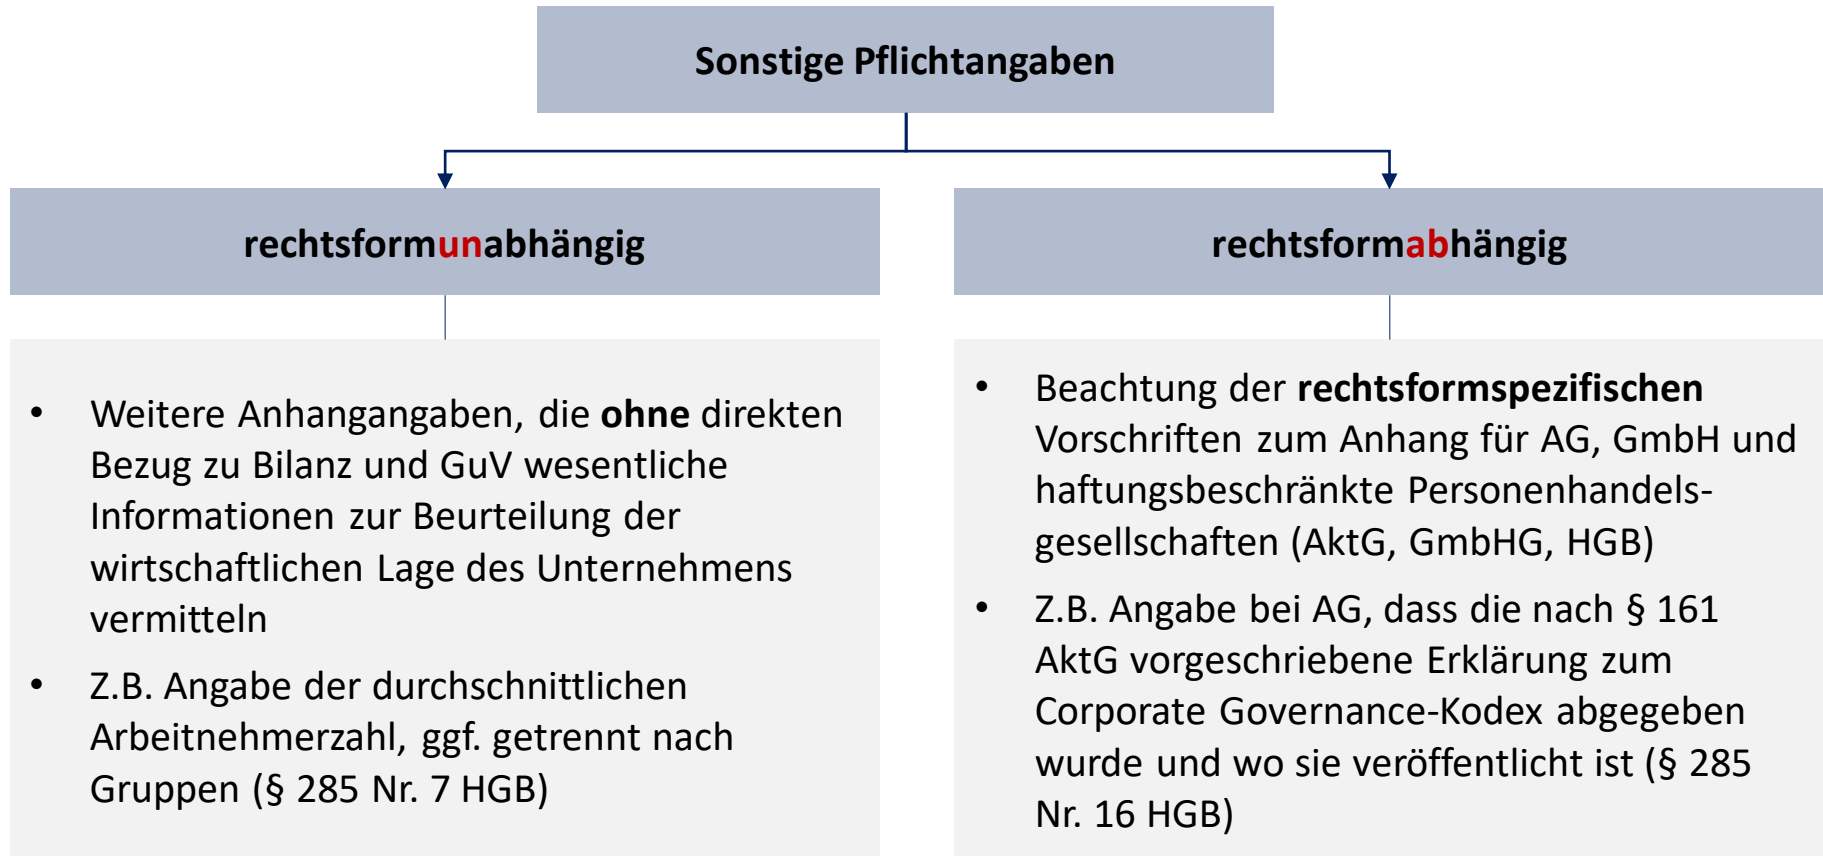 Sonstige Pflichtangaben
rechtsformunabhängig
• Weitere Anhangangaben, die ohne direkten
Bezug zu Bilanz und GuV wesentliche
Informationen zur Beurteilung der
wirtschaftlichen Lage des Unternehmens
vermitteln
• Z.B. Angabe der durchschnittlichen
Arbeitnehmerzahl, ggf. getrennt nach
Gruppen (§ 285 Nr. 7 HGB)
rechtsformabhängig
• Beachtung der rechtsformspezifischen
Vorschriften zum Anhang für AG, GmbH und
haftungsbeschränkte Personenhandels-
gesellschaften (AktG, GmbHG, HGB)
• Z.B. Angabe bei AG, dass die nach § 161
AktG vorgeschriebene Erklärung zum
Corporate Governance-Kodex abgegeben
wurde und wo sie veröffentlicht ist (§ 285
Nr. 16 HGB)